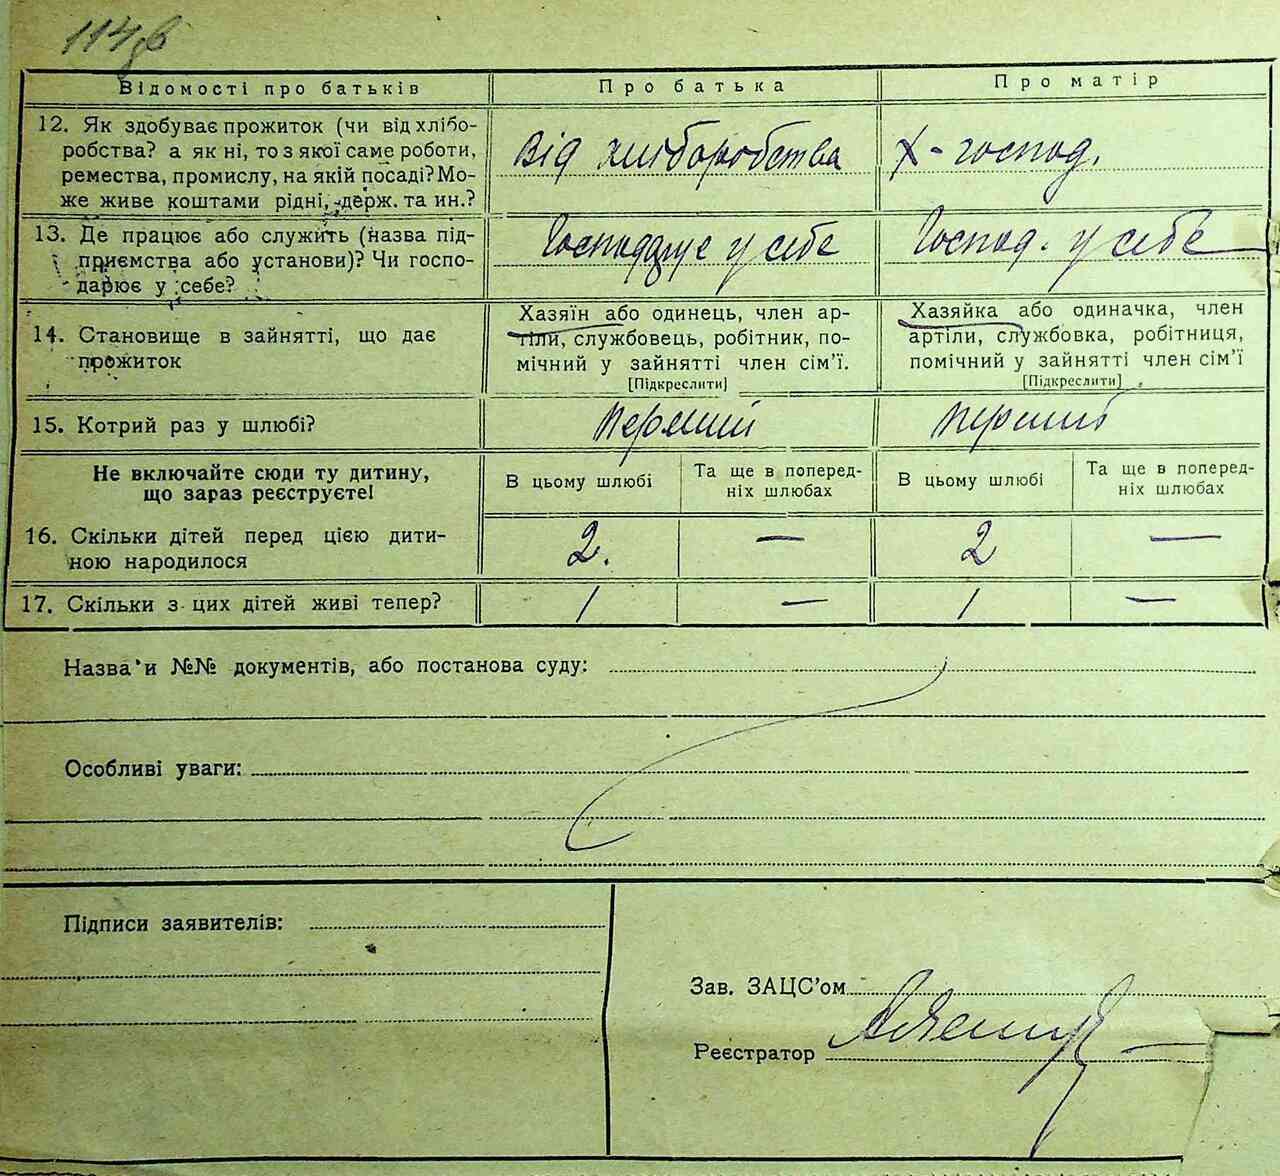 114
Відомості про батьків
Про батька
Про матір
12. Як здобуває прожиток (чи від хлібо-
робства? а як ні, то з якої саме роботи,
ремества, промислу, на якій посаді? Мо-
же живе коштами рідні, держ. та ин.?
Від хліборобства
Х-господ.
13. Де працює або служить (назва під-
приємства або установи)? Чи госпо-
дарює у себе?
Господарює у себе
Господ. у себе
14. Становище в зайнятті, що дає
прожиток
Хазяїн або одинець, член ар-
тіли, службовець, робітник, по-
мічний у зайнятті член сім’ї.
[Підкреслити]
Хазяйка або одиначка, член
артіли, службовка, робітниця,
помічний у зайнятті член сім’ї
[Підкреслити]
15. Котрий раз у шлюбі?
Перший
Перший
Не включайте сюди ту дитину,
що зараз реєструєте!
В цьому шлюбі
Та ще в поперед-
ніх шлюбах
В цьому шлюбі
Та ще в поперед-
ніх шлюбах
16. Скільки дітей перед цією дити-
ною народилося
2.
—
2
—
17. Скільки з цих дітей живі тепер?
1
—
1
—
Назва и №№ документів, або постанова суду:
Особливі уваги:
Підписи заявителів:
Зав. ЗАЦС’ом
Реєстратор